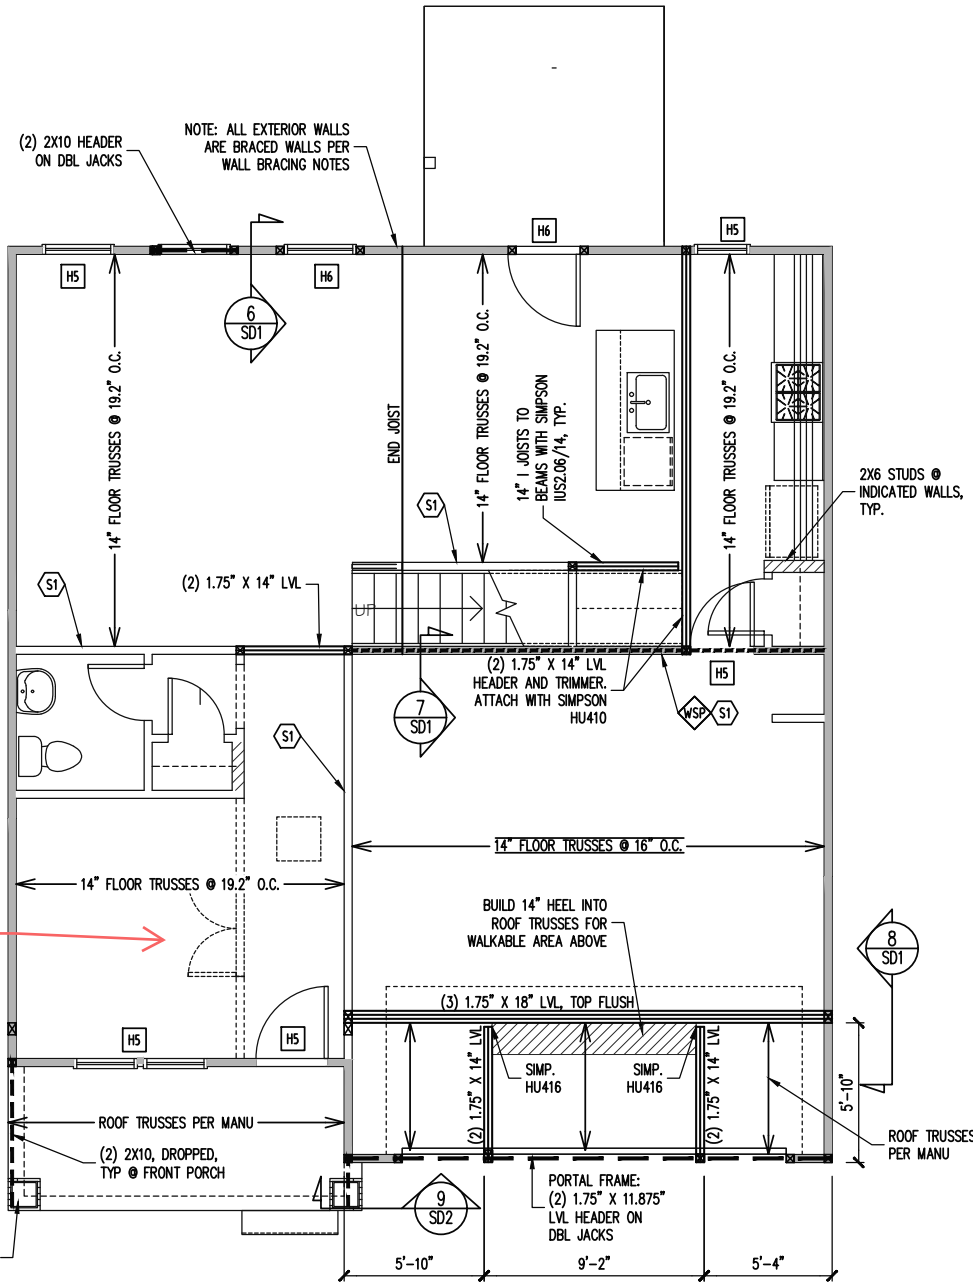 (2) 2X10 HEADER
ON DBL JACKS
NOTE: ALL EXTERIOR WALLS
ARE BRACED WALLS PER
WALL BRACING NOTES
H5
H6
H6
H5
6
SD1
14" FLOOR TRUSSES @ 19.2" O.C.
END JOIST
14" FLOOR TRUSSES @ 19.2" O.C.
14" I JOISTS TO
BEAMS WITH SIMPSON
IUS2.06/14, TYP.
14" FLOOR TRUSSES @ 19.2" O.C.
2X6 STUDS @
INDICATED WALLS,
TYP.
S1
S1
(2) 1.75" X 14" LVL
UP
(2) 1.75" X 14" LVL
HEADER AND TRIMMER.
ATTACH WITH SIMPSON
HU410
H5
WSP
S1
7
SD1
S1
14" FLOOR TRUSSES @ 16" O.C.
14" FLOOR TRUSSES @ 19.2" O.C.
BUILD 14" HEEL INTO
ROOF TRUSSES FOR
WALKABLE AREA ABOVE
8
SD1
(3) 1.75" X 18" LVL, TOP FLUSH
H5
H5
(2) 1.75" X 14" LVL
SIMP.
HU416
SIMP.
HU416
(2) 1.75" X 14" LVL
5'-10"
ROOF TRUSSES PER MANU
(2) 2X10, DROPPED,
TYP @ FRONT PORCH
ROOF TRUSSES
PER MANU
9
SD2
PORTAL FRAME:
(2) 1.75" X 11.875"
LVL HEADER ON
DBL JACKS
5'-10"
9'-2"
5'-4"